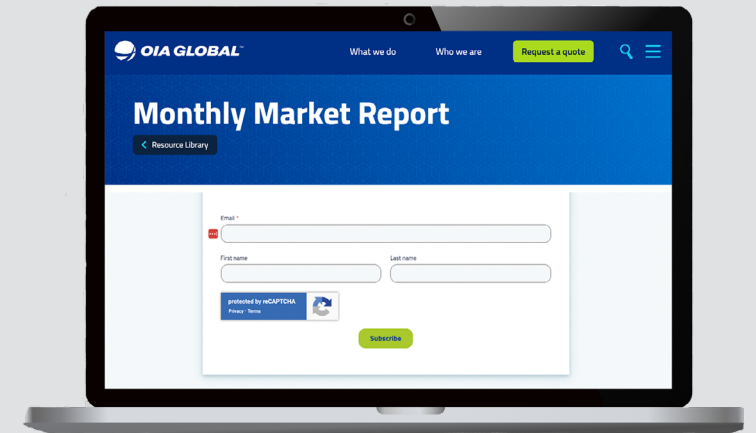 OIA GLOBAL™
What we do
Who we are
Request a quote
Monthly Market Report
Resource Library
Email *
First name
Last name
protected by reCAPTCHA
Privacy - Terms
Subscribe